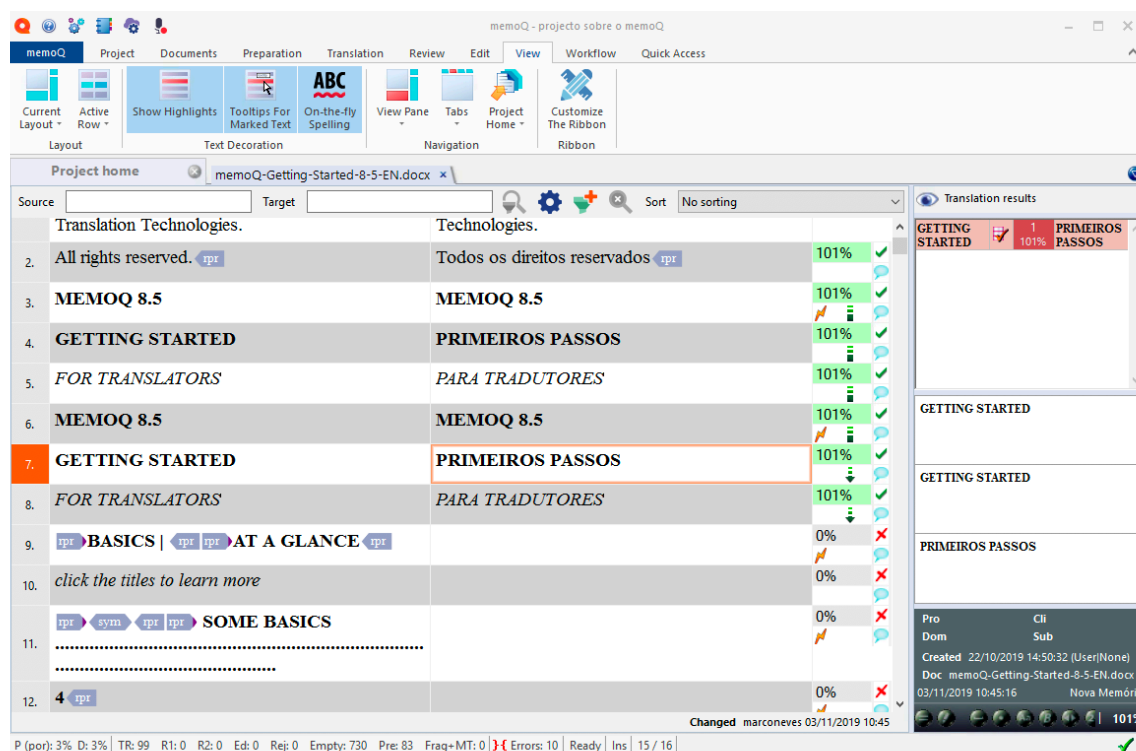 memoQ - projecto sobre o memoQ
memoQ Project Documents Preparation Translation Review Edit View Workflow Quick Access
Current Layout
Active Row
Show Highlights
Tooltips For Marked Text
ABC
On-the-fly Spelling
View Pane
Tabs
Project Home
Customize The Ribbon
Layout Text Decoration Navigation Ribbon
Project home memoQ-Getting-Started-8-5-EN.docx
Source Target Sort No sorting
Translation Technologies. Technologies.
2. All rights reserved. rpr Todos os direitos reservados rpr 101%
3. MEMOQ 8.5 MEMOQ 8.5 101%
4. GETTING STARTED PRIMEIROS PASSOS 101%
5. FOR TRANSLATORS PARA TRADUTORES 101%
6. MEMOQ 8.5 MEMOQ 8.5 101%
7. GETTING STARTED PRIMEIROS PASSOS 101%
8. FOR TRANSLATORS PARA TRADUTORES 101%
9. rpr BASICS | rpr rpr AT A GLANCE rpr 0%
10. click the titles to learn more 0%
11. rpr sym rpr rpr SOME BASICS 0%
........................................................................................
....................................................
12. 4 rpr 0%
Changed marconeves 03/11/2019 10:45
Translation results
GETTING STARTED 1 101% PRIMEIROS PASSOS
GETTING STARTED
GETTING STARTED
PRIMEIROS PASSOS
Pro Cli
Dom Sub
Created 22/10/2019 14:50:32 (User|None)
Doc memoQ-Getting-Started-8-5-EN.docx
03/11/2019 10:45:16 Nova Memóri
101%
P (por): 3% D: 3% TR: 99 R1: 0 R2: 0 Ed: 0 Rej: 0 Empty: 730 Pre: 83 Frag+MT: 0 Errors: 10 Ready Ins 15 / 16